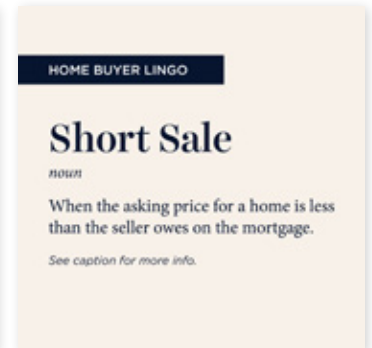 HOME BUYER LINGO
Short Sale
noun
When the asking price for a home is less
than the seller owes on the mortgage.
See caption for more info.